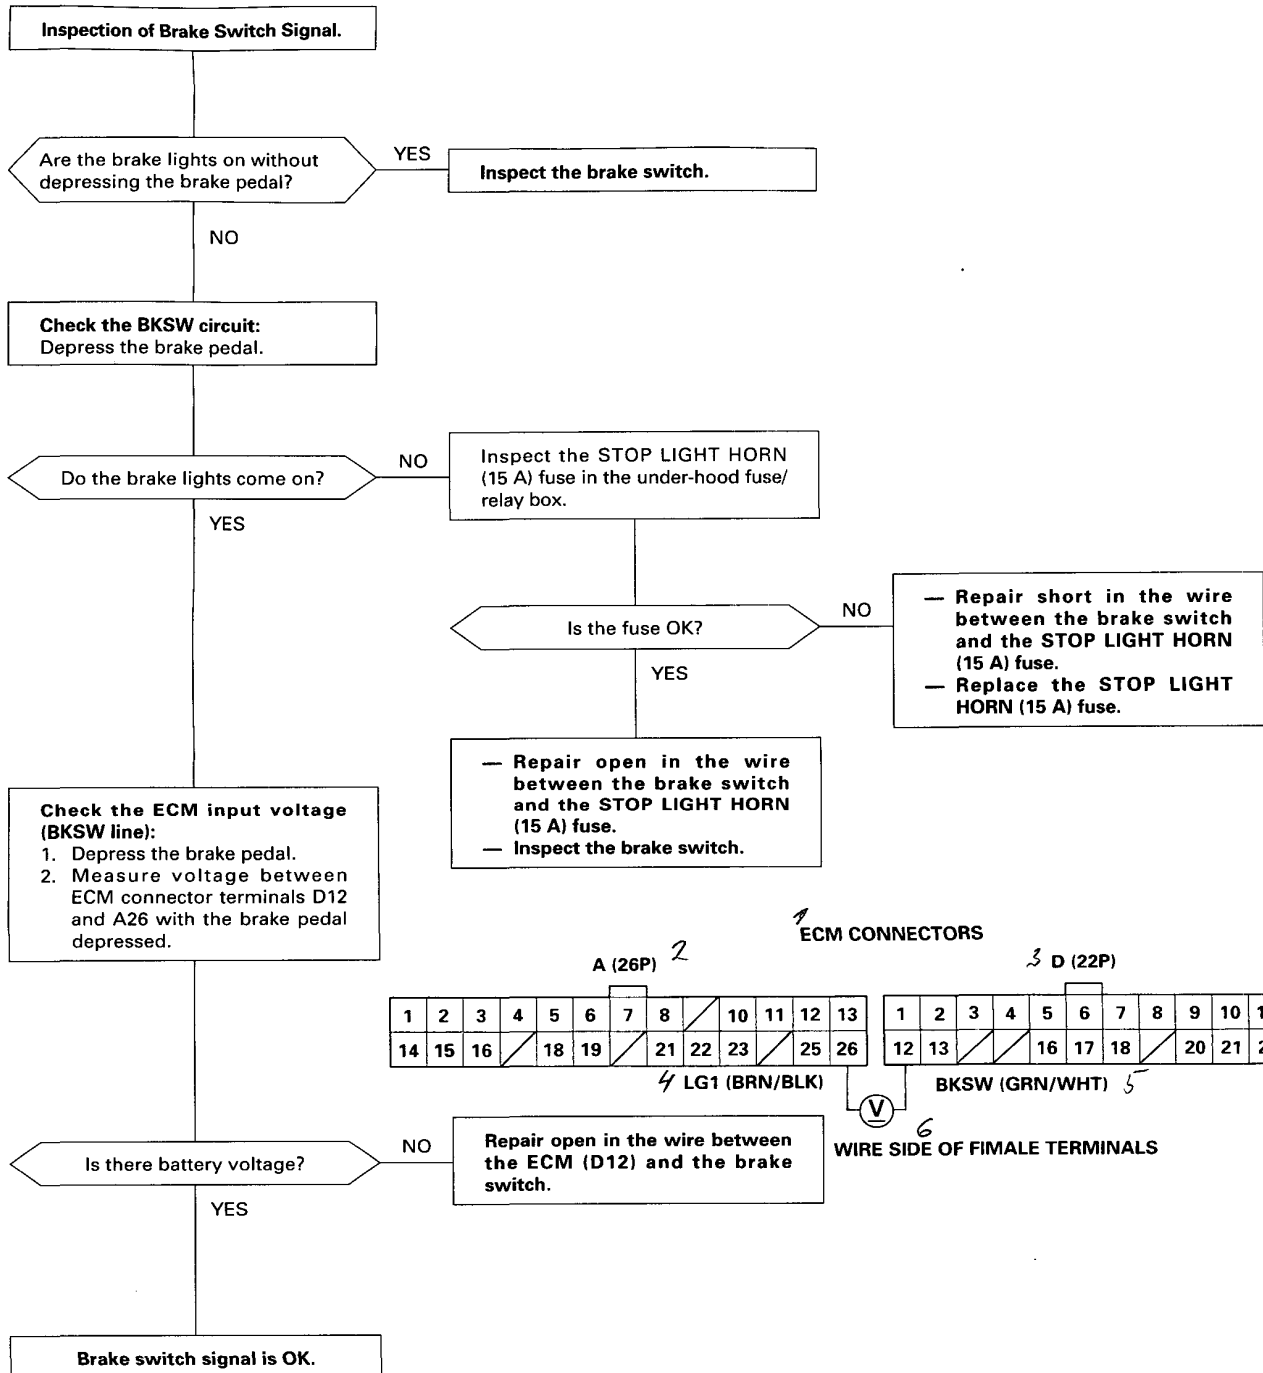 Inspection of Brake Switch Signal.
Are the brake lights on without
depressing the brake pedal?
YES
Inspect the brake switch.
NO
Check the BKSW circuit:
Depress the brake pedal.
Do the brake lights come on?
NO
Inspect the STOP LIGHT HORN
(15 A) fuse in the under-hood fuse/
relay box.
YES
Is the fuse OK?
NO
— Repair short in the wire
between the brake switch
and the STOP LIGHT HORN
(15 A) fuse.
— Replace the STOP LIGHT
HORN (15 A) fuse.
YES
— Repair open in the wire
between the brake switch
and the STOP LIGHT HORN
(15 A) fuse.
— Inspect the brake switch.
Check the ECM input voltage
(BKSW line):
1. Depress the brake pedal.
2. Measure voltage between
ECM connector terminals D12
and A26 with the brake pedal
depressed.
1
ECM CONNECTORS
A (26P) 2
3 D (22P)
1 2 3 4 5 6 7 8 10 11 12 13
14 15 16 18 19 21 22 23 25 26
1 2 3 4 5 6 7 8 9 10
12 13 16 17 18 20 21
4 LG1 (BRN/BLK)
BKSW (GRN/WHT) 5
V
6
WIRE SIDE OF FIMALE TERMINALS
Is there battery voltage?
NO
Repair open in the wire between
the ECM (D12) and the brake
switch.
YES
Brake switch signal is OK.